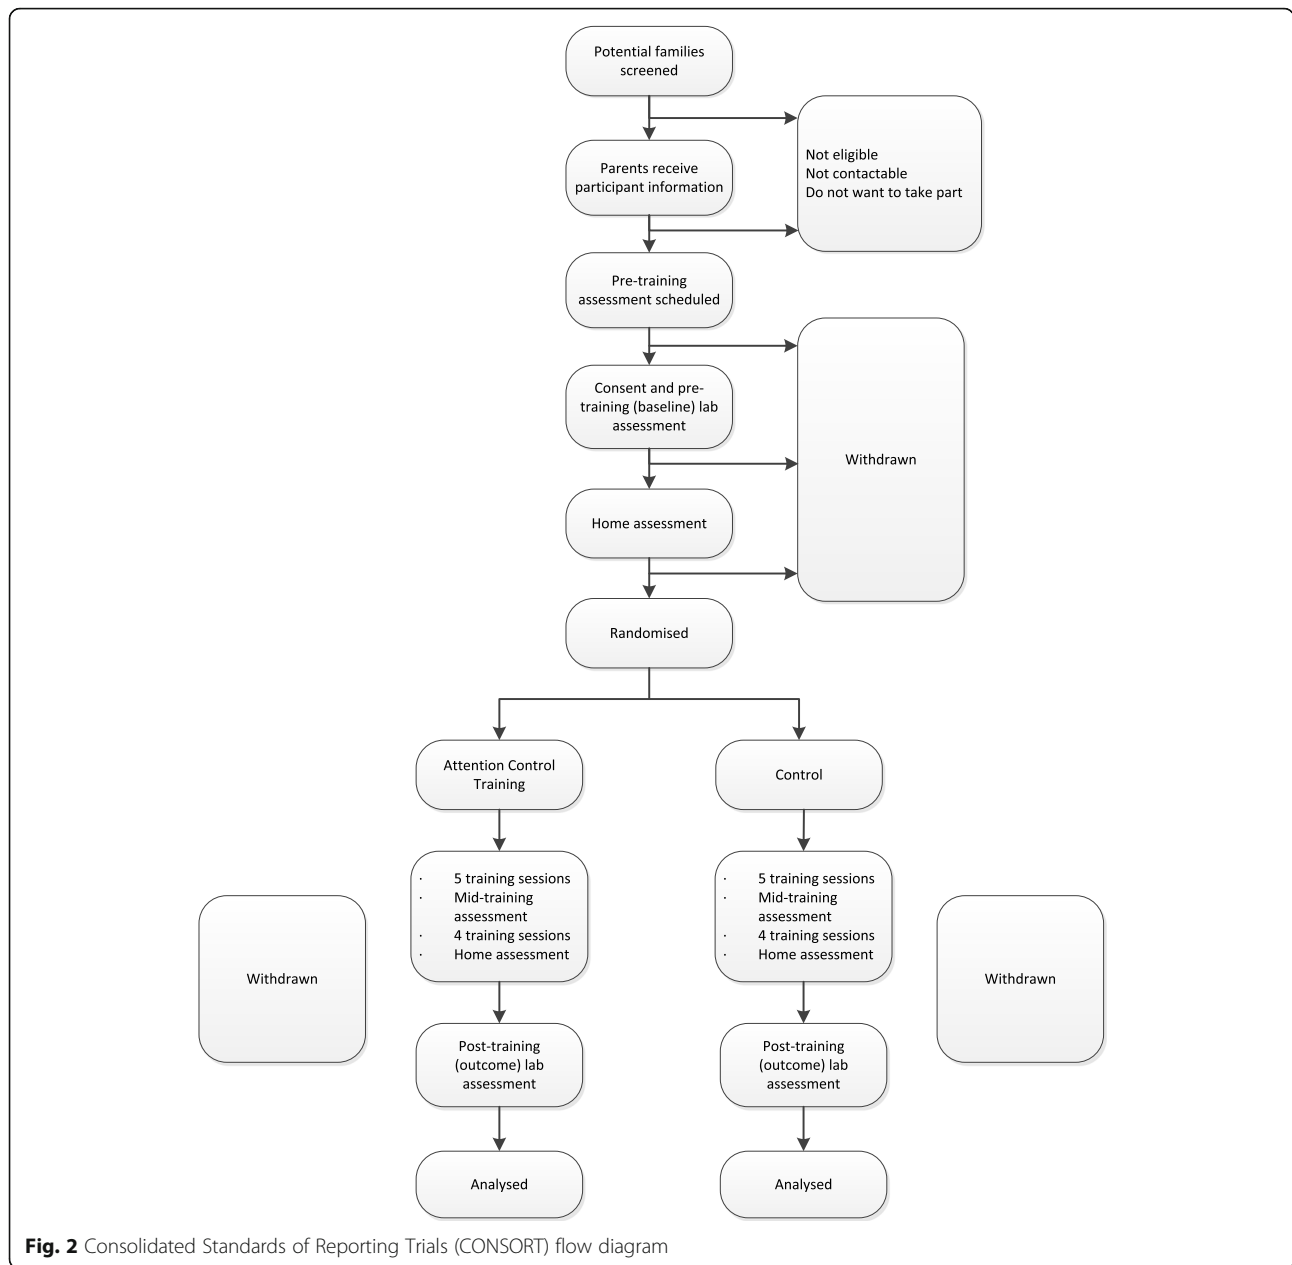 Potential families
screened
Not eligible
Not contactable
Do not want to take part
Parents receive
participant information
Pre-training
assessment scheduled
Consent and pre-
training (baseline) lab
assessment
Withdrawn
Home assessment
Randomised
Attention Control
Training
Control
· 5 training sessions
· Mid-training
assessment
· 4 training sessions
· Home assessment
· 5 training sessions
· Mid-training
assessment
· 4 training sessions
· Home assessment
Withdrawn
Withdrawn
Post-training
(outcome) lab
assessment
Post-training
(outcome) lab
assessment
Analysed
Analysed
Fig. 2 Consolidated Standards of Reporting Trials (CONSORT) flow diagram